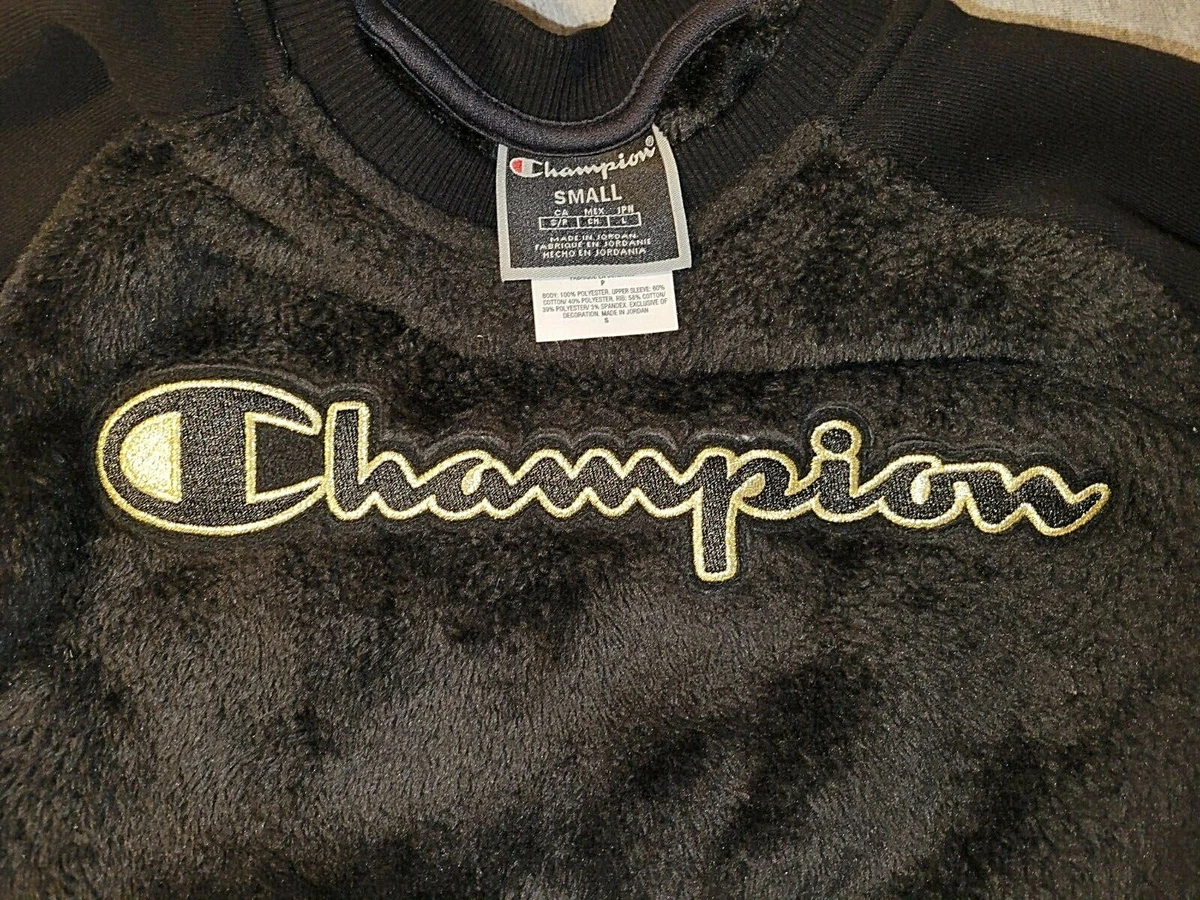 Champion®
SMALL
CA MEX JPN
S/P CH L
MADE IN JORDAN
FABRIQUÉ EN JORDANIE
HECHO EN JORDANIA
P
BODY: 100% POLYESTER. UPPER SLEEVE: 60%
COTTON/ 40% POLYESTER. RIB: 58% COTTON/
39% POLYESTER/ 3% SPANDEX. EXCLUSIVE OF
DECORATION. MADE IN JORDAN
S
Champion